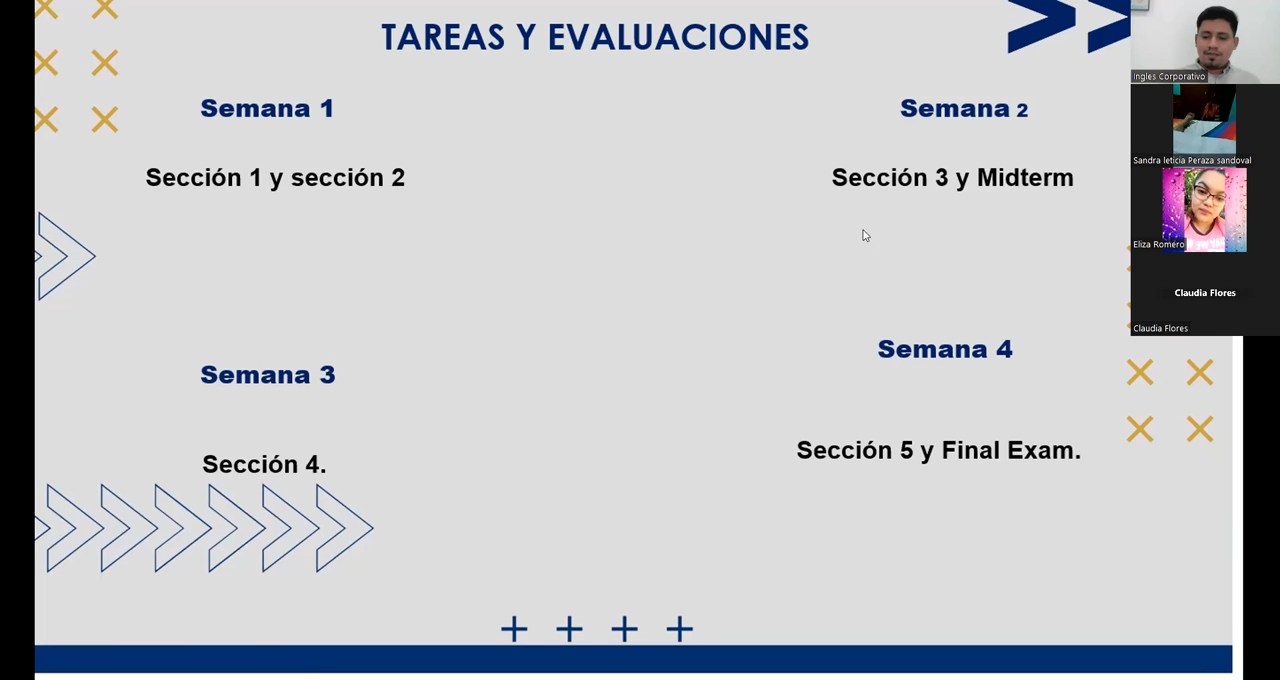 TAREAS Y EVALUACIONES
Semana 1
Sección 1 y sección 2
Semana 2
Sección 3 y Midterm
Semana 3
Sección 4.
Semana 4
Sección 5 y Final Exam.
Ingles Corporativo
Sandra leticia Peraza sandoval
Eliza Romero
Claudia Flores
Claudia Flores